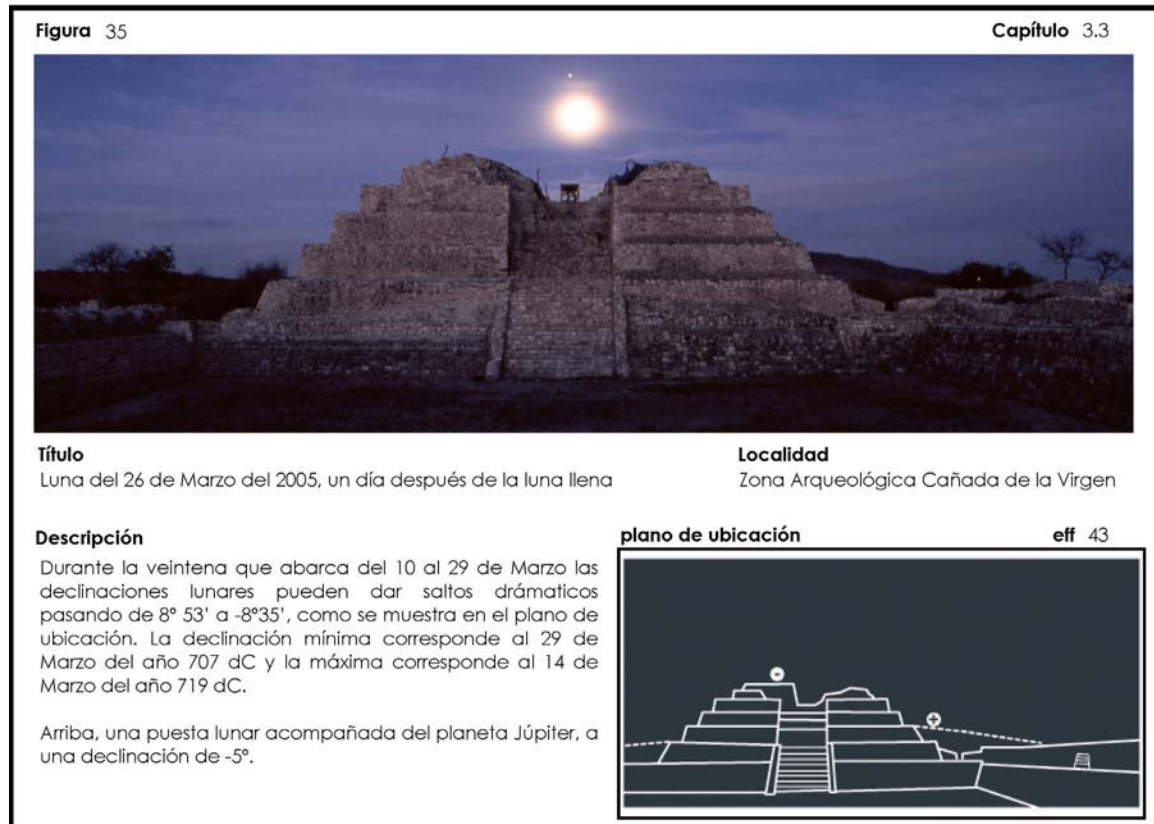 Figura 35
Capítulo 3.3
Título
Luna del 26 de Marzo del 2005, un día después de la luna llena
Localidad
Zona Arqueológica Cañada de la Virgen
Descripción
Durante la veintena que abarca del 10 al 29 de Marzo las
declinaciones lunares pueden dar saltos drámaticos
pasando de 8º 53’ a -8º35’, como se muestra en el plano de
ubicación. La declinación mínima corresponde al 29 de
Marzo del año 707 dC y la máxima corresponde al 14 de
Marzo del año 719 dC.
Arriba, una puesta lunar acompañada del planeta Júpiter, a
una declinación de -5º.
plano de ubicación
eff 43
-
+